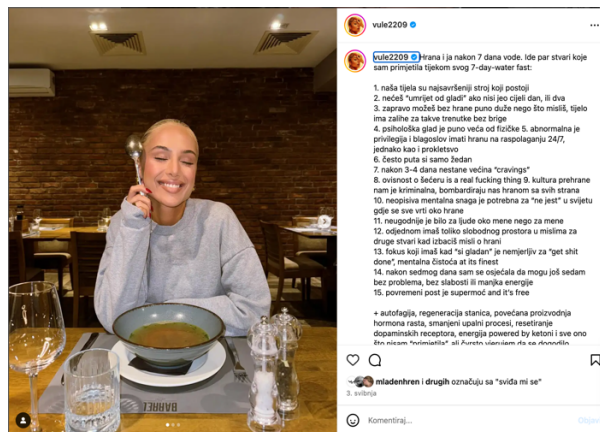 vule2209
vule2209 Hrana i ja nakon 7 dana vode. Ide par stvari koje
sam primjetila tijekom svog 7-day-water fast:
1. naša tijela su najsavršeniji stroj koji postoji
2. nećeš "umrijet od gladi" ako nisi jeo cijeli dan, ili dva
3. zapravo možeš bez hrane puno duže nego što misliš, tijelo
ima zalihe za takve trenutke bez brige
4. psihološka glad je puno veća od fizičke 5. abnormalna je
privilegija i blagoslov imati hranu na raspolaganju 24/7,
jednako kao i prokletsvo
6. često puta si samo žedan
7. nakon 3-4 dana nestane većina "cravings"
8. ovisnost o šećeru is a real fucking thing 9. kultura prehrane
nam je kriminalna, bombardiraju nas hranom sa svih strana
10. neopisiva mentalna snaga je potrebna za "ne jest" u svijetu
gdje se sve vrti oko hrane
11. neugodnije je bilo za ljude oko mene nego za mene
12. odjednom imaš toliko slobodnog prostora u mislima za
druge stvari kad izbaciš misli o hrani
13. fokus koji imaš kad "si gladan" je nemjerljiv za "get shit
done", mentalna čistoća at its finest
14. nakon sedmog dana sam se osjećala da mogu još sedam
bez problema, bez slabosti ili manjka energije
15. povremeni post je supermoć and it's free
+ autofagija, regeneracija stanica, povećana proizvodnja
hormona rasta, smanjeni upalni procesi, resetiranje
dopaminskih receptora, energija powered by ketoni i sve ono
što nisam "primjetila" ali čvrsto vjerujem da se dogodilo
mladenhren i drugih označuju sa "sviđa mi se"
3. svibnja
Komentiraj...
Objavi
BARREL